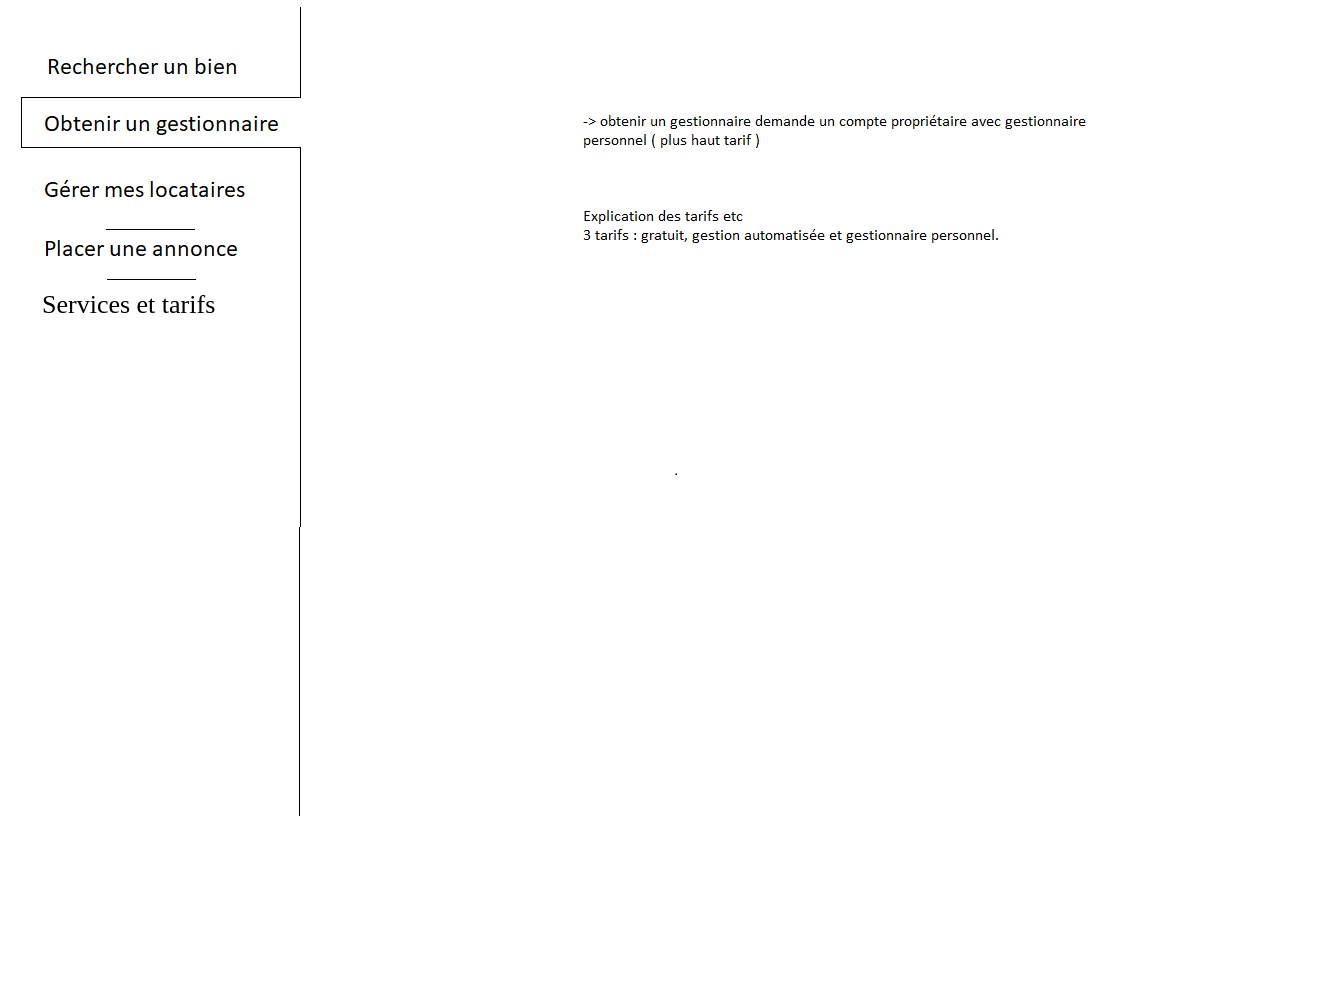 Rechercher un bien
Obtenir un gestionnaire
Gérer mes locataires
Placer une annonce
Services et tarifs
-> obtenir un gestionnaire demande un compte propriétaire avec gestionnaire
personnel ( plus haut tarif )
Explication des tarifs etc
3 tarifs : gratuit, gestion automatisée et gestionnaire personnel.
.